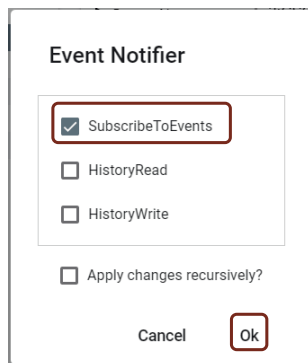 Event Notifier
SubscribeToEvents
HistoryRead
HistoryWrite
Apply changes recursively?
Cancel Ok